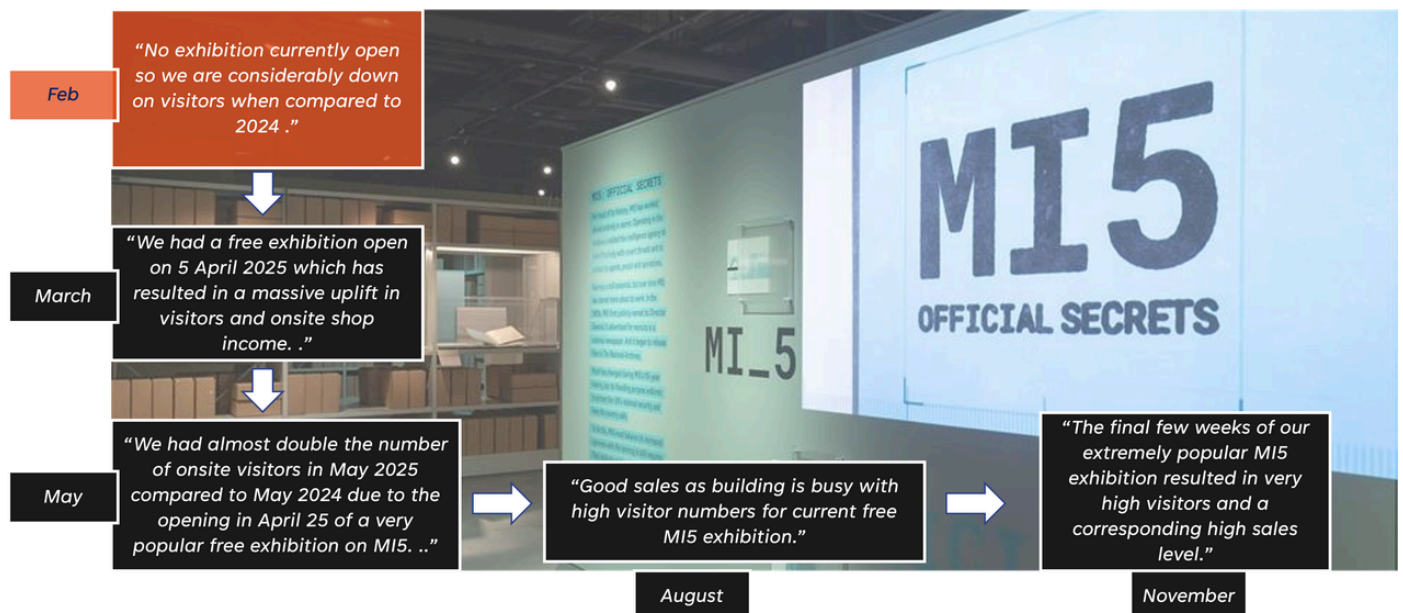 Feb
“No exhibition currently open
so we are considerably down
on visitors when compared to
2024 .”
March
“We had a free exhibition open
on 5 April 2025 which has
resulted in a massive uplift in
visitors and onsite shop
income. .”
May
“We had almost double the number
of onsite visitors in May 2025
compared to May 2024 due to the
opening in April 25 of a very
popular free exhibition on MI5. ..”
“Good sales as building is busy with
high visitor numbers for current free
MI5 exhibition.”
August
“The final few weeks of our
extremely popular MI5
exhibition resulted in very
high visitors and a
corresponding high sales
level.”
November
MI5: OFFICIAL SECRETS
MI_5
MI5
OFFICIAL SECRETS